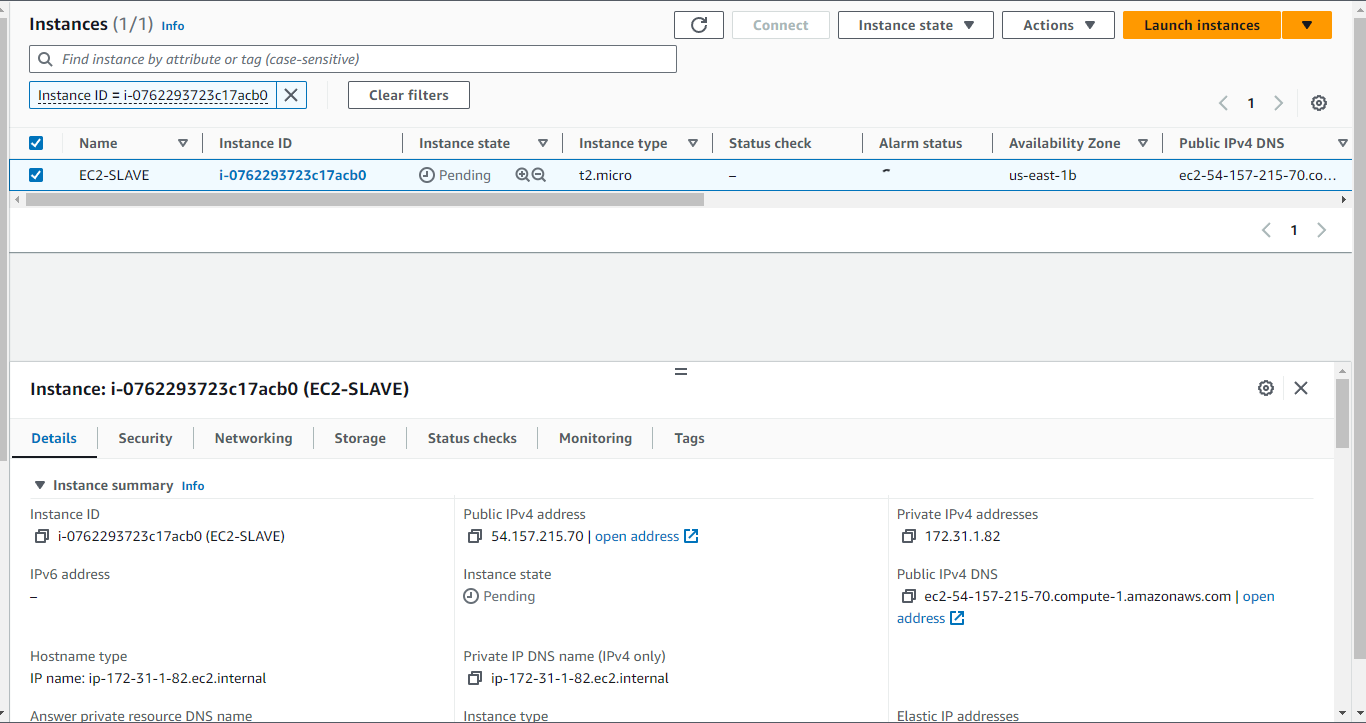 Instances (1/1) Info
Connect
Instance state
Actions
Launch instances
Find instance by attribute or tag (case-sensitive)
Instance ID = i-0762293723c17acb0
Clear filters
1
Name Instance ID Instance state Instance type Status check Alarm status Availability Zone Public IPv4 DNS
EC2-SLAVE i-0762293723c17acb0 Pending t2.micro – us-east-1b ec2-54-157-215-70.co...
1
Instance: i-0762293723c17acb0 (EC2-SLAVE)
Details Security Networking Storage Status checks Monitoring Tags
Instance summary Info
Instance ID
i-0762293723c17acb0 (EC2-SLAVE)
Public IPv4 address
54.157.215.70 | open address
Private IPv4 addresses
172.31.1.82
IPv6 address
–
Instance state
Pending
Public IPv4 DNS
ec2-54-157-215-70.compute-1.amazonaws.com | open
address
Hostname type
IP name: ip-172-31-1-82.ec2.internal
Private IP DNS name (IPv4 only)
ip-172-31-1-82.ec2.internal
Answer private resource DNS name
Instance type
Elastic IP addresses